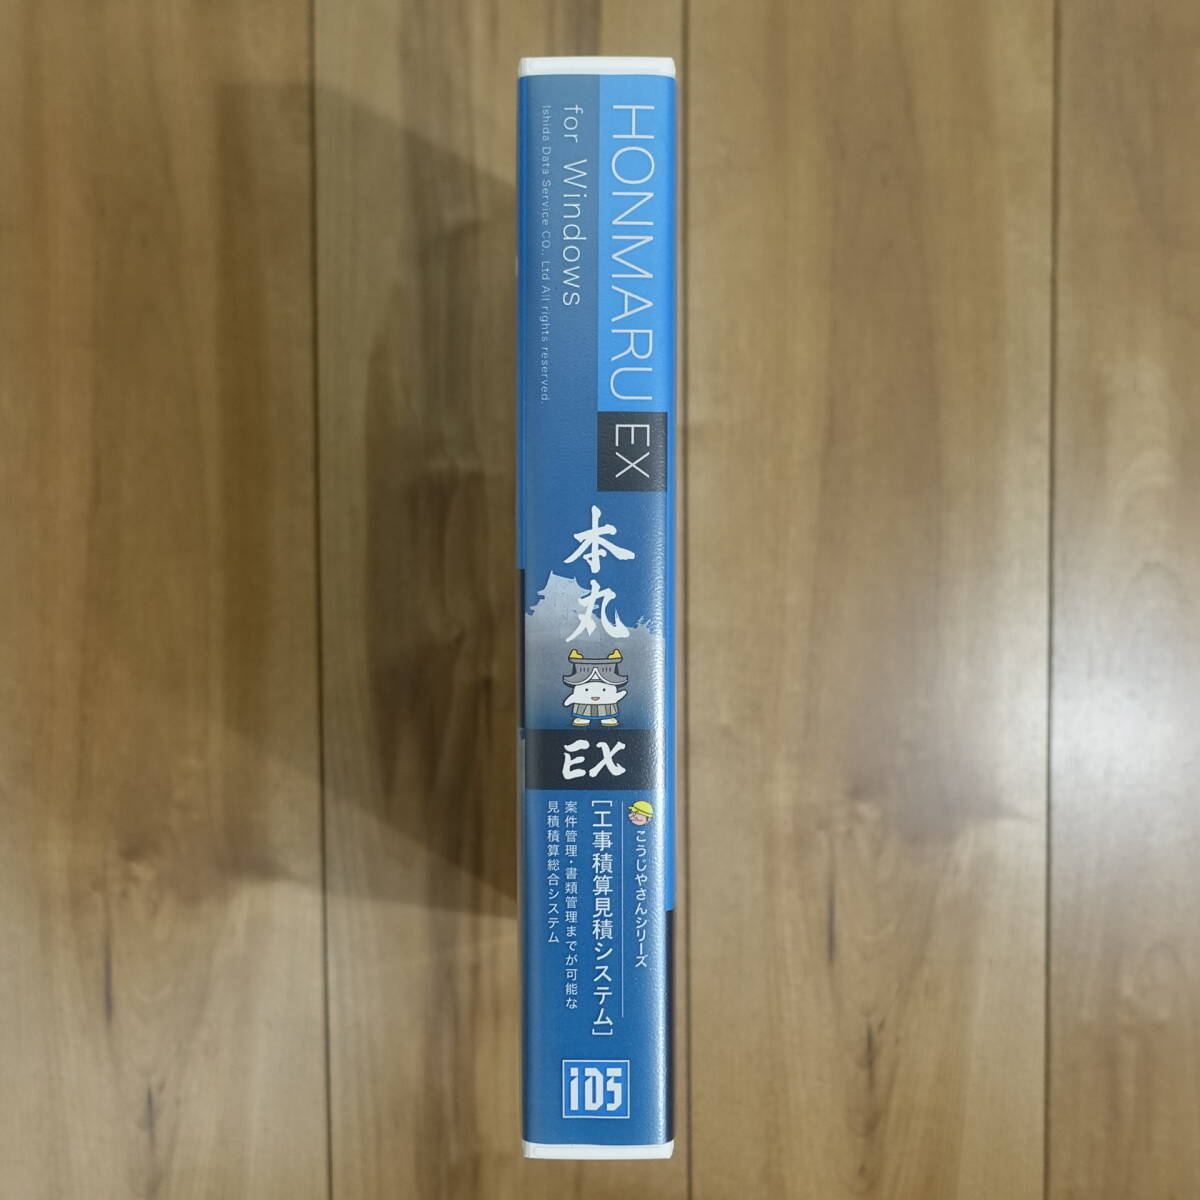 HONMARU EX
for Windows
Ishida Data Service CO., Ltd All rights reserved.
本丸
EX
こうじやさんシリーズ
［工事積算見積システム］
案件管理・書類管理までが可能な
見積積算総合システム
iDS